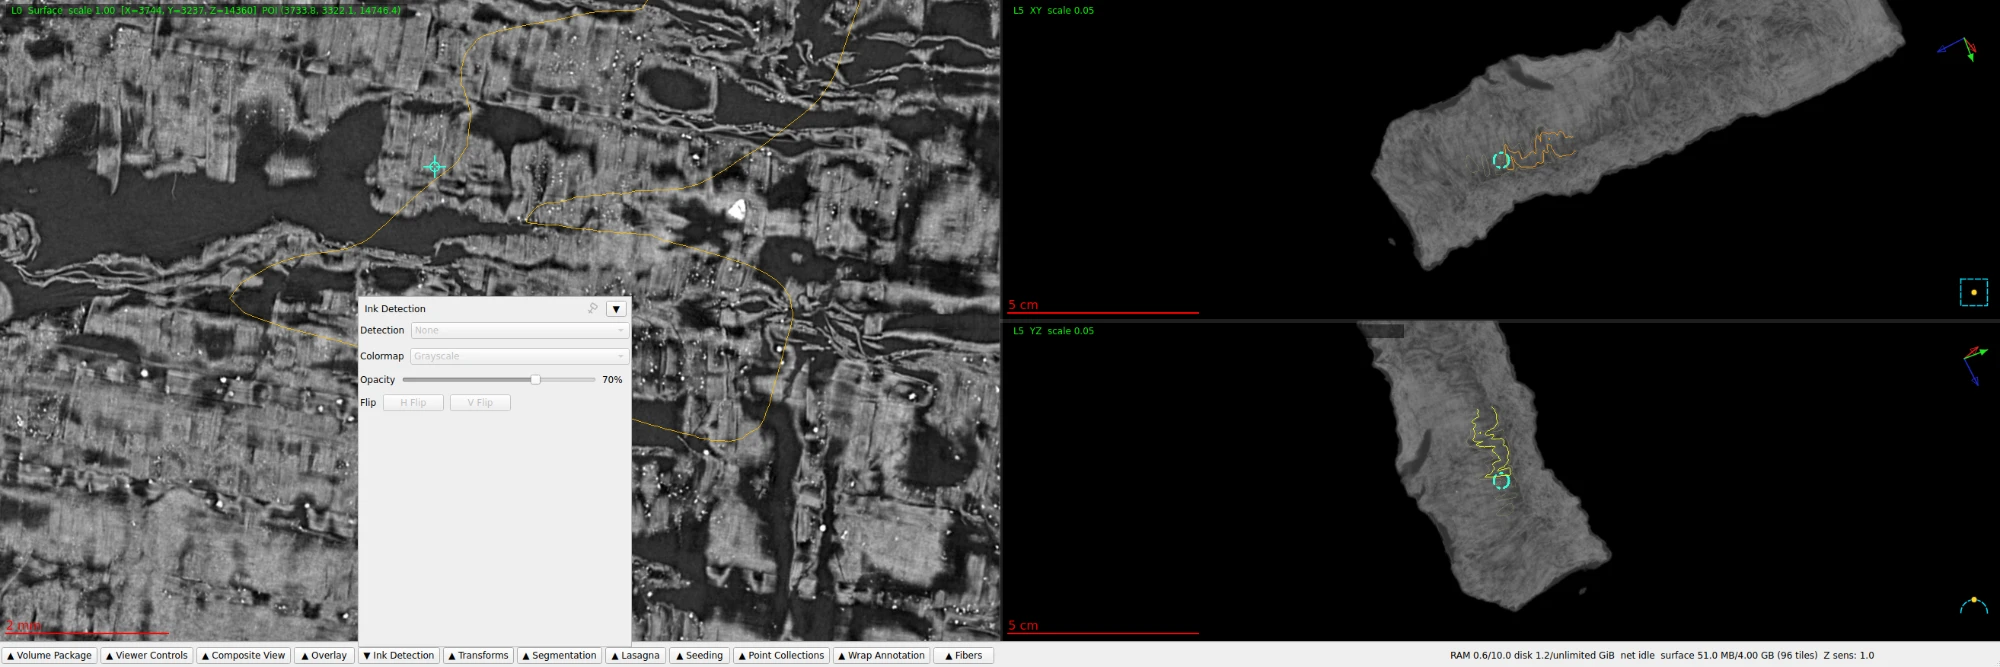 L0 Surface scale 1.00 [X=3744, Y=3237, Z=14360] POI (3733.8, 3322.1, 14746.4)
2 mm
L5 XY scale 0.05
5 cm
L5 YZ scale 0.05
5 cm
Ink Detection ▼
Detection None
Colormap Grayscale
Opacity 70%
Flip H Flip V Flip
▲ Volume Package ▲ Viewer Controls ▲ Composite View ▲ Overlay ▼ Ink Detection ▲ Transforms ▲ Segmentation ▲ Lasagna ▲ Seeding ▲ Point Collections ▲ Wrap Annotation ▲ Fibers RAM 0.6/10.0 disk 1.2/unlimited GiB net idle surface 51.0 MB/4.00 GB (96 tiles) Z sens: 1.0